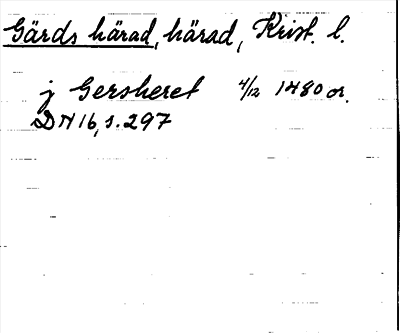 Gärds härad, härad, Krist. l.
j Gersheret 4/12 1480 or.
DN 16, s. 297